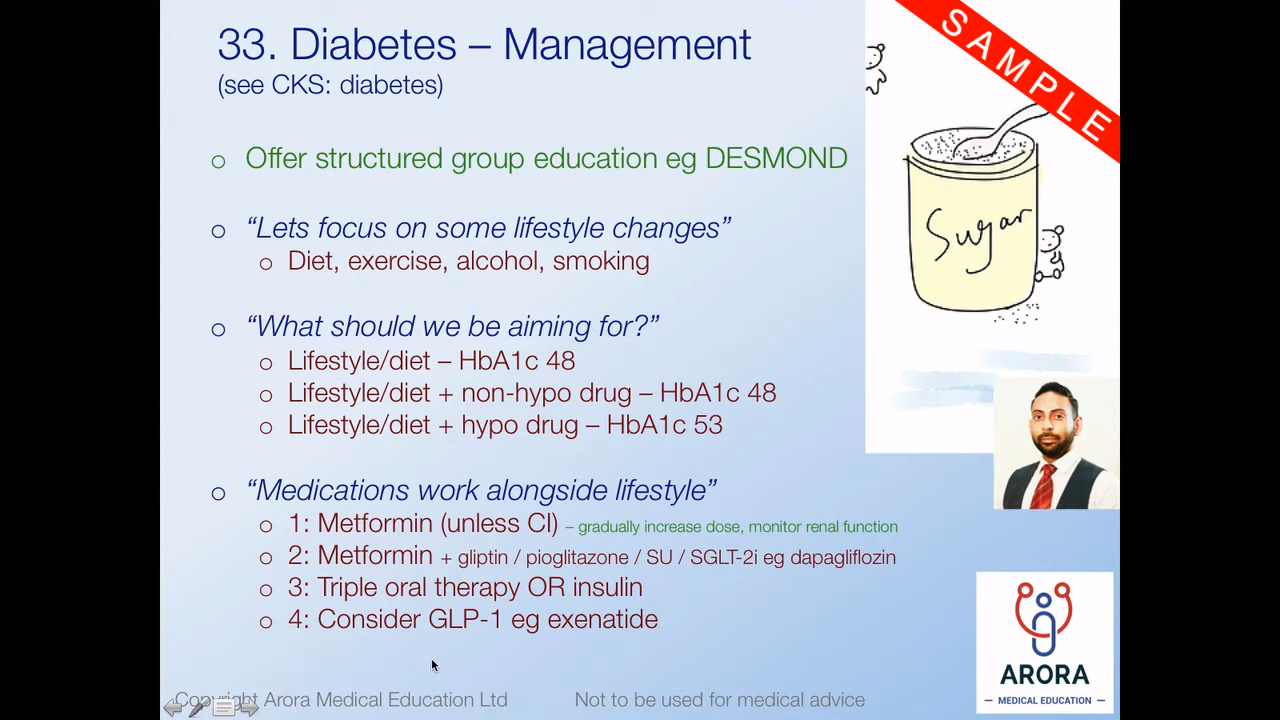 33. Diabetes – Management
(see CKS: diabetes)
SAMPLE
o Offer structured group education eg DESMOND
o “Lets focus on some lifestyle changes”
o Diet, exercise, alcohol, smoking
Sugar
o “What should we be aiming for?”
o Lifestyle/diet – HbA1c 48
o Lifestyle/diet + non-hypo drug – HbA1c 48
o Lifestyle/diet + hypo drug – HbA1c 53
o “Medications work alongside lifestyle”
o 1: Metformin (unless CI) – gradually increase dose, monitor renal function
o 2: Metformin + gliptin / pioglitazone / SU / SGLT-2i eg dapagliflozin
o 3: Triple oral therapy OR insulin
o 4: Consider GLP-1 eg exenatide
ARORA
– MEDICAL EDUCATION –
Copyright Arora Medical Education Ltd
Not to be used for medical advice